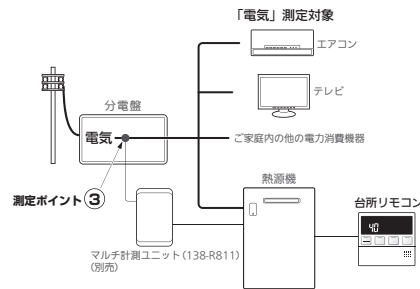 「電気」測定対象
エアコン
分電盤
テレビ
電気
ご家庭内の他の電力消費機器
測定ポイント③
熱源機
台所リモコン
40
マルチ計測ユニット(138-R811)
(別売)